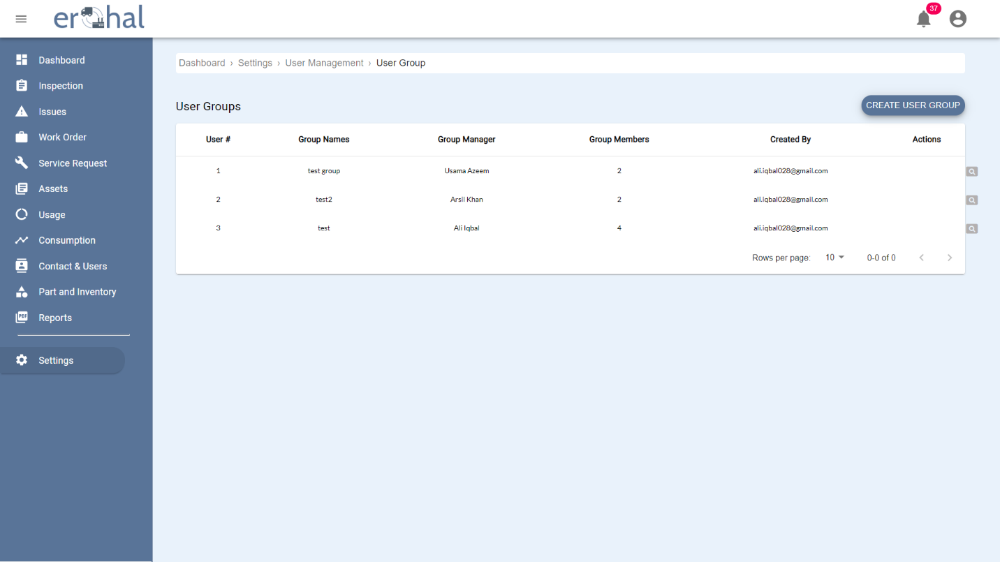 37
Dashboard
Inspection
Issues
Work Order
Service Request
Assets
Usage
Consumption
Contact & Users
Part and Inventory
PDF Reports
Settings
Dashboard › Settings › User Management › User Group
User Groups
CREATE USER GROUP
User # Group Names Group Manager Group Members Created By Actions
1 test group Usama Azeem 2 ali.iqbal028@gmail.com
2 test2 Arsil Khan 2 ali.iqbal028@gmail.com
3 test Ali Iqbal 4 ali.iqbal028@gmail.com
Rows per page: 10 0-0 of 0